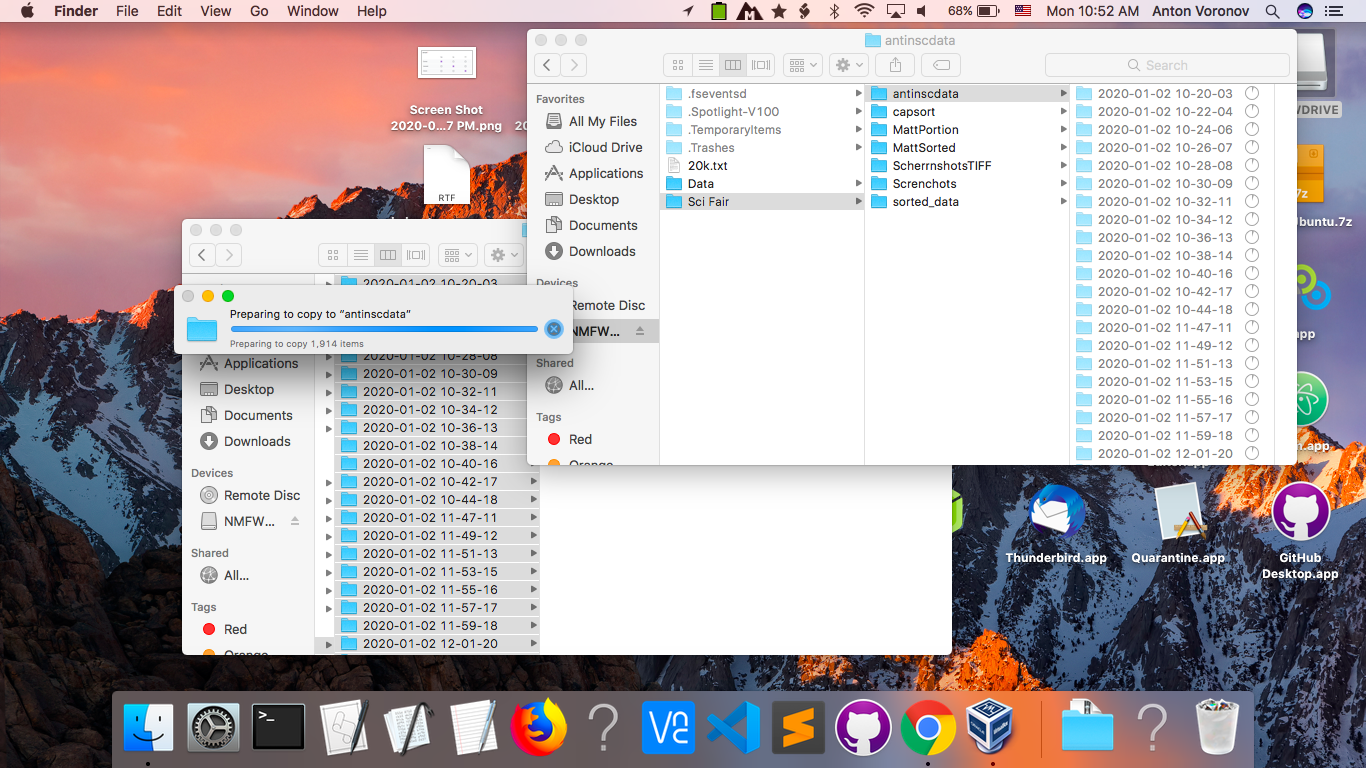 Finder File Edit View Go Window Help 68% Mon 10:52 AM Anton Voronov
Screen Shot
2020-0...7 PM.png
RTF
antinscdata
Search
Favorites
All My Files
iCloud Drive
Applications
Desktop
Documents
Downloads
Devices
Remote Disc
NMFW...
Shared
All...
Tags
Red
Orange
.fseventsd
.Spotlight-V100
.TemporaryItems
.Trashes
20k.txt
Data
Sci Fair
antinscdata
capsort
MattPortion
MattSorted
ScherrnshotsTIFF
Screnchots
sorted_data
2020-01-02 10-20-03
2020-01-02 10-22-04
2020-01-02 10-24-06
2020-01-02 10-26-07
2020-01-02 10-28-08
2020-01-02 10-30-09
2020-01-02 10-32-11
2020-01-02 10-34-12
2020-01-02 10-36-13
2020-01-02 10-38-14
2020-01-02 10-40-16
2020-01-02 10-42-17
2020-01-02 10-44-18
2020-01-02 11-47-11
2020-01-02 11-49-12
2020-01-02 11-51-13
2020-01-02 11-53-15
2020-01-02 11-55-16
2020-01-02 11-57-17
2020-01-02 11-59-18
2020-01-02 12-01-20
VDRIVE
7z
buntu.7z
app
.app
Preparing to copy to “antinscdata”
Preparing to copy 1,914 items
Applications
Desktop
Documents
Downloads
Devices
Remote Disc
NMFW...
Shared
All...
Tags
Red
Orange
2020-01-02 10-20-03
2020-01-02 10-28-08
2020-01-02 10-30-09
2020-01-02 10-32-11
2020-01-02 10-34-12
2020-01-02 10-36-13
2020-01-02 10-38-14
2020-01-02 10-40-16
2020-01-02 10-42-17
2020-01-02 10-44-18
2020-01-02 11-47-11
2020-01-02 11-49-12
2020-01-02 11-51-13
2020-01-02 11-53-15
2020-01-02 11-55-16
2020-01-02 11-57-17
2020-01-02 11-59-18
2020-01-02 12-01-20
Thunderbird.app
Quarantine.app
GitHub
Desktop.app